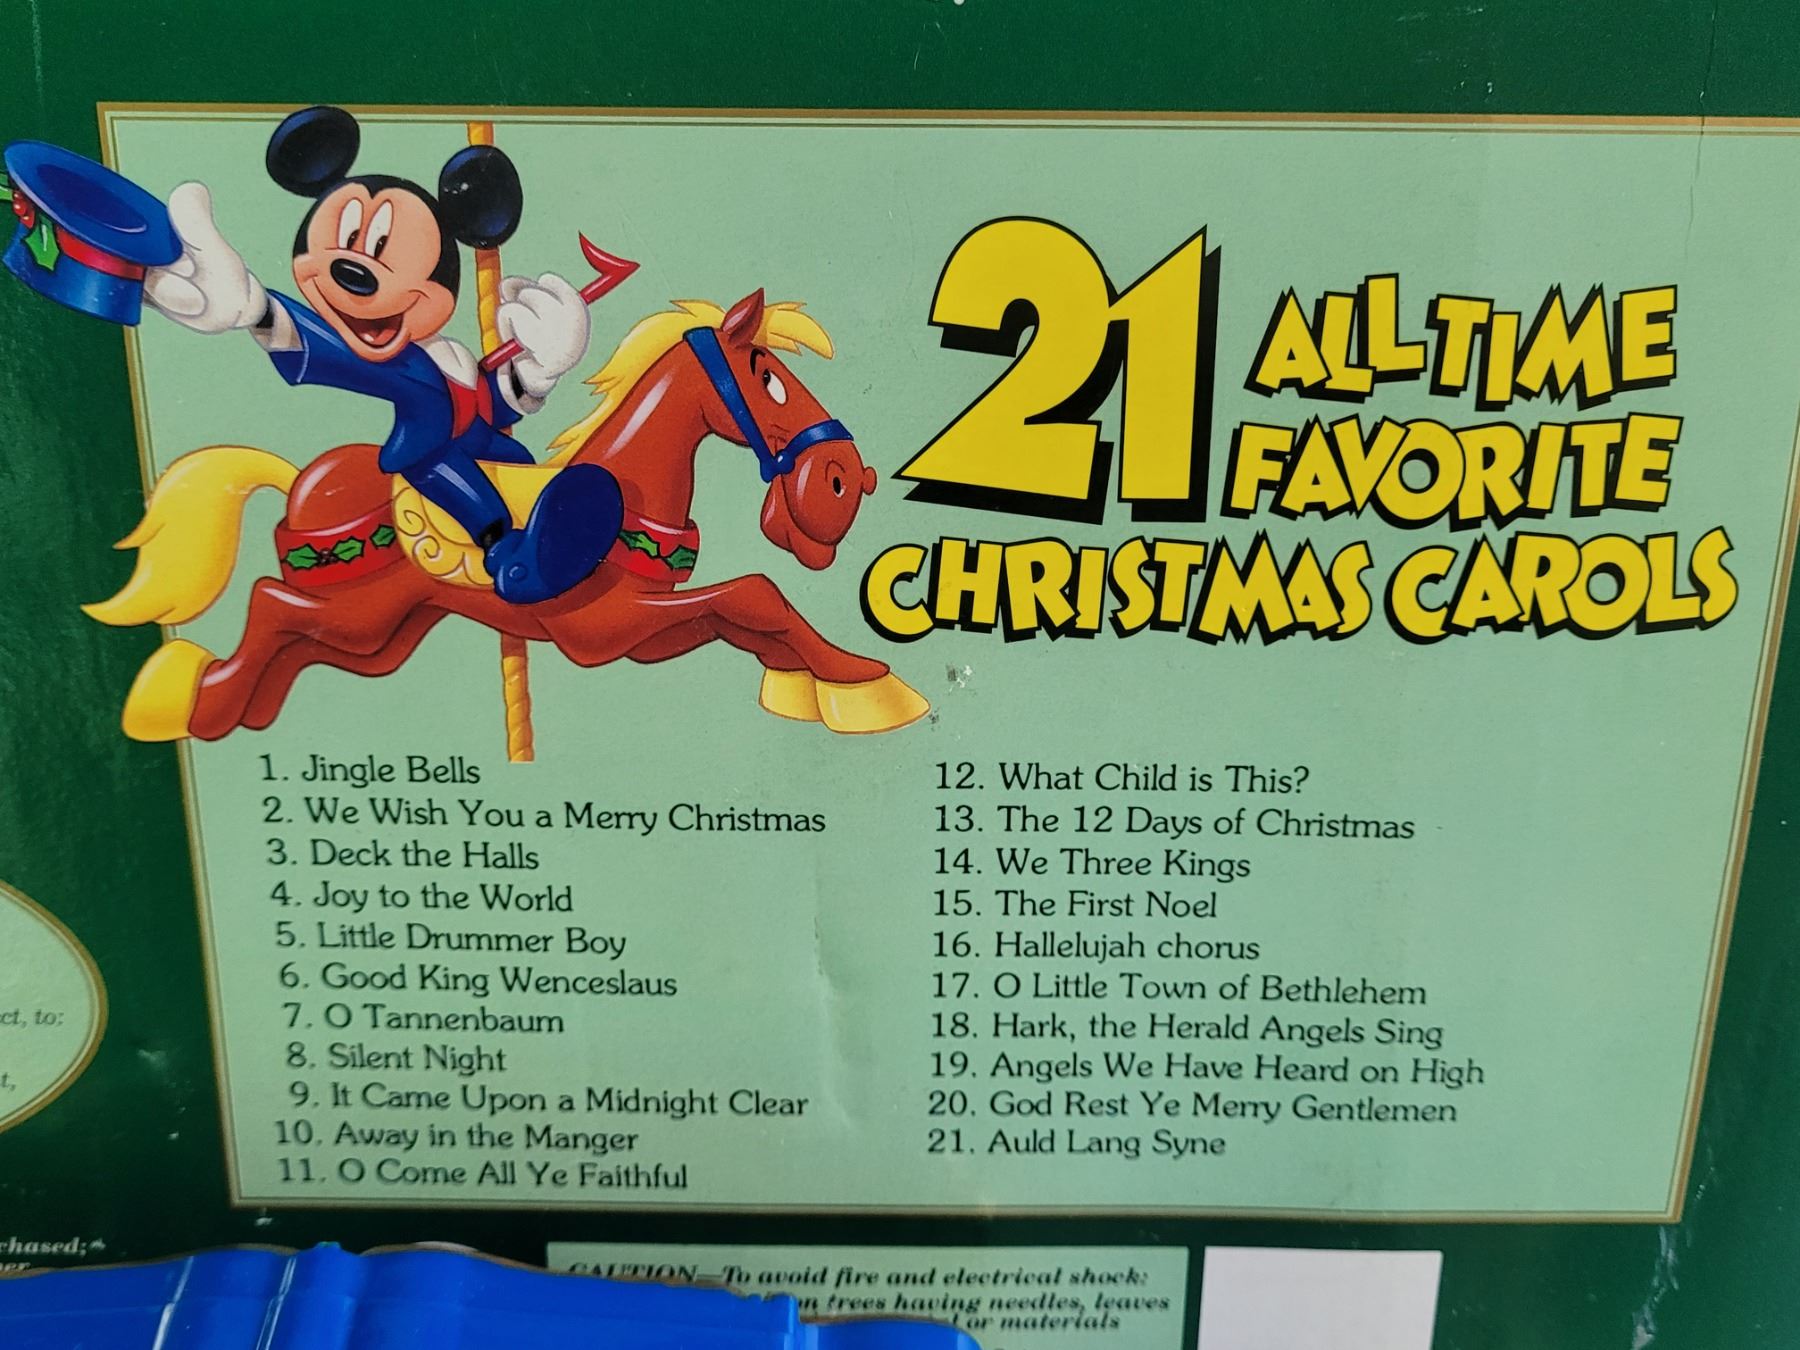 21 ALL TIME
FAVORITE
CHRISTMAS CAROLS
1. Jingle Bells
2. We Wish You a Merry Christmas
3. Deck the Halls
4. Joy to the World
5. Little Drummer Boy
6. Good King Wenceslaus
7. O Tannenbaum
8. Silent Night
9. It Came Upon a Midnight Clear
10. Away in the Manger
11. O Come All Ye Faithful
12. What Child is This?
13. The 12 Days of Christmas
14. We Three Kings
15. The First Noel
16. Hallelujah chorus
17. O Little Town of Bethlehem
18. Hark, the Herald Angels Sing
19. Angels We Have Heard on High
20. God Rest Ye Merry Gentlemen
21. Auld Lang Syne
to:
CAUTION—To avoid fire and electrical shock:
trees having needles, leaves
or materials